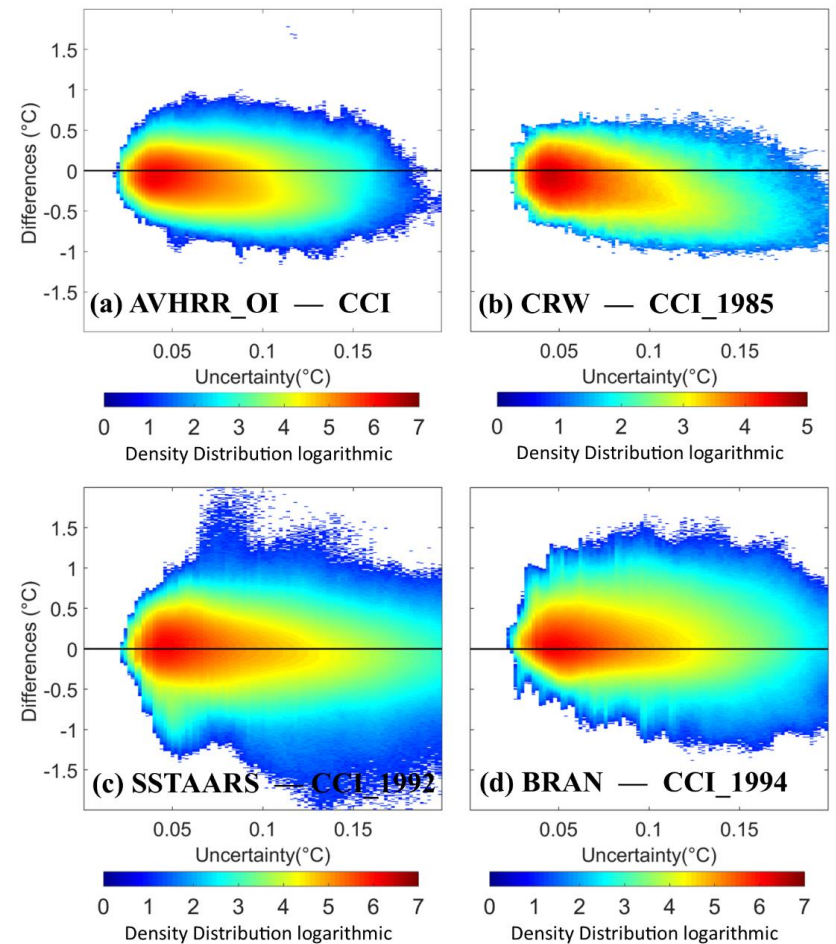 Differences (°C)
1.5
1
0.5
0
-0.5
-1
-1.5
(a) AVHRR_OI — CCI
(b) CRW — CCI_1985
0.05 0.1 0.15
0.05 0.1 0.15
Uncertainty(°C)
Uncertainty(°C)
0 1 2 3 4 5 6 7
0 1 2 3 4 5
Density Distribution logarithmic
Density Distribution logarithmic
Differences (°C)
1.5
1
0.5
0
-0.5
-1
-1.5
(c) SSTAARS — CCI_1992
(d) BRAN — CCI_1994
0.05 0.1 0.15
0.05 0.1 0.15
Uncertainty(°C)
Uncertainty(°C)
0 1 2 3 4 5 6 7
0 1 2 3 4 5 6 7
Density Distribution logarithmic
Density Distribution logarithmic